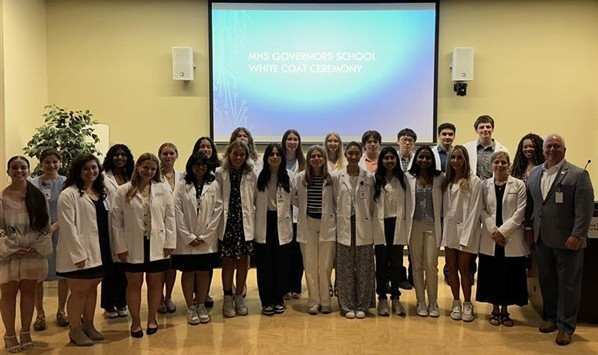 MHS GOVERNORS SCHOOL
WHITE COAT CEREMONY